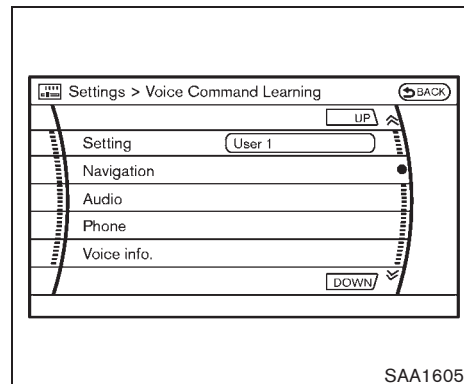 Settings > Voice Command Learning BACK
UP
Setting User 1
Navigation
Audio
Phone
Voice info.
DOWN
SAA1605